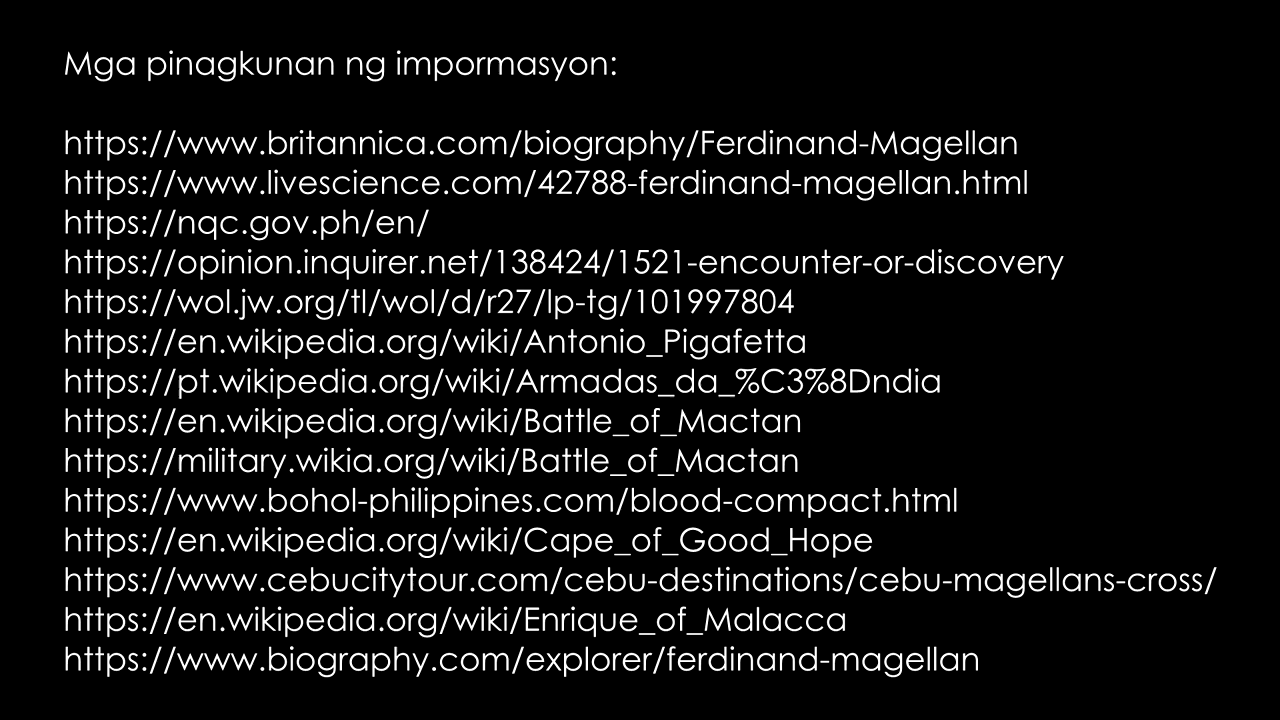 Mga pinagkunan ng impormasyon:
https://www.britannica.com/biography/Ferdinand-Magellan
https://www.livescience.com/42788-ferdinand-magellan.html
https://nqc.gov.ph/en/
https://opinion.inquirer.net/138424/1521-encounter-or-discovery
https://wol.jw.org/tl/wol/d/r27/lp-tg/101997804
https://en.wikipedia.org/wiki/Antonio_Pigafetta
https://pt.wikipedia.org/wiki/Armadas_da_%C3%8Dndia
https://en.wikipedia.org/wiki/Battle_of_Mactan
https://military.wikia.org/wiki/Battle_of_Mactan
https://www.bohol-philippines.com/blood-compact.html
https://en.wikipedia.org/wiki/Cape_of_Good_Hope
https://www.cebucitytour.com/cebu-destinations/cebu-magellans-cross/
https://en.wikipedia.org/wiki/Enrique_of_Malacca
https://www.biography.com/explorer/ferdinand-magellan